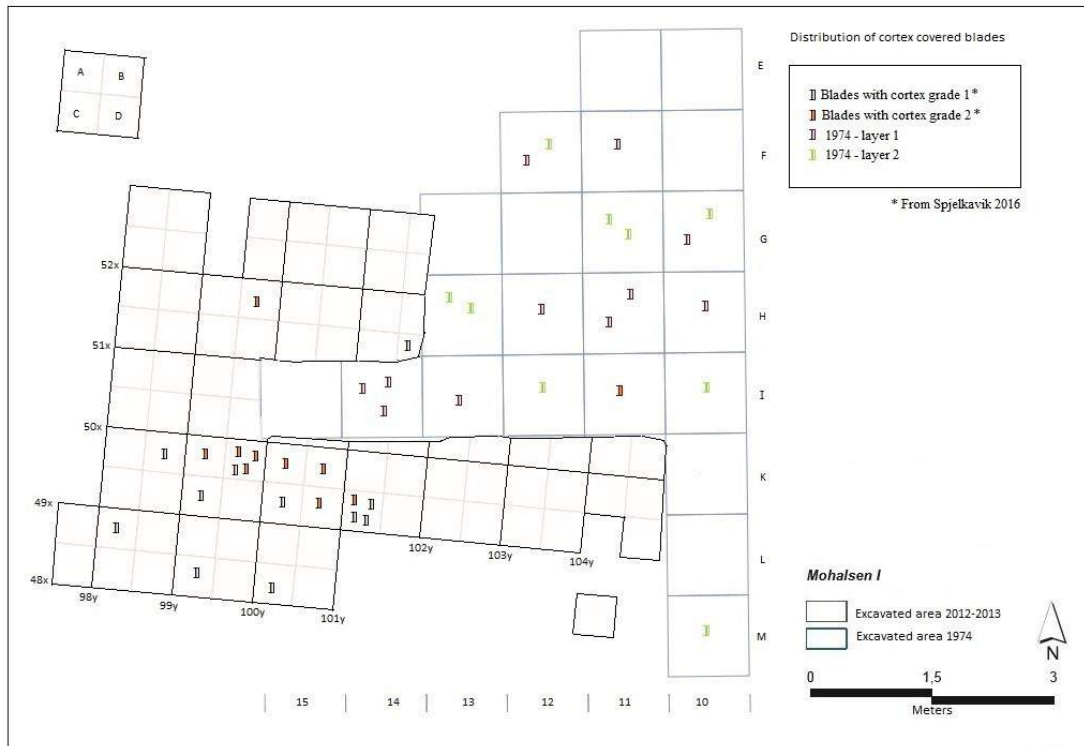 Distribution of cortex covered blades
A B
C D
Blades with cortex grade 1 *
Blades with cortex grade 2 *
1974 - layer 1
1974 - layer 2
* From Spjelkavik 2016
E
F
G
H
I
K
L
M
52x
51x
50x
49x
48x
98y
99y
100y
101y
102y
103y
104y
15
14
13
12
11
10
Mohalsen I
Excavated area 2012-2013
Excavated area 1974
N
0 1,5 3
Meters